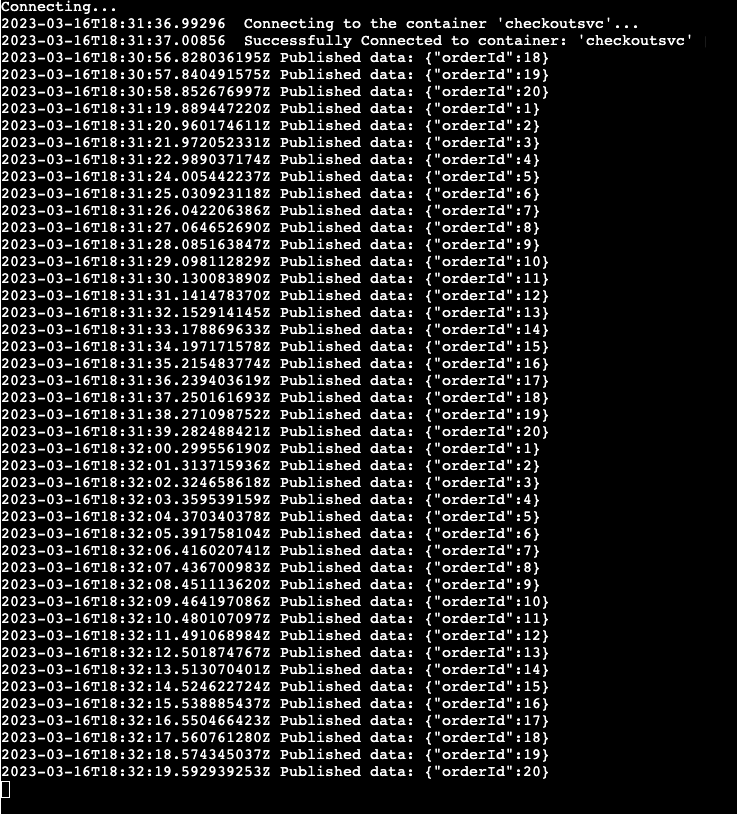 Connecting...
2023-03-16T18:31:36.99296  Connecting to the container 'checkoutsvc'...
2023-03-16T18:31:37.00856  Successfully Connected to container: 'checkoutsvc'
2023-03-16T18:30:56.828036195Z Published data: {"orderId":18}
2023-03-16T18:30:57.840491575Z Published data: {"orderId":19}
2023-03-16T18:30:58.852676997Z Published data: {"orderId":20}
2023-03-16T18:31:19.889447220Z Published data: {"orderId":1}
2023-03-16T18:31:20.960174611Z Published data: {"orderId":2}
2023-03-16T18:31:21.972052331Z Published data: {"orderId":3}
2023-03-16T18:31:22.989037174Z Published data: {"orderId":4}
2023-03-16T18:31:24.005442237Z Published data: {"orderId":5}
2023-03-16T18:31:25.030923118Z Published data: {"orderId":6}
2023-03-16T18:31:26.042206386Z Published data: {"orderId":7}
2023-03-16T18:31:27.064652690Z Published data: {"orderId":8}
2023-03-16T18:31:28.085163847Z Published data: {"orderId":9}
2023-03-16T18:31:29.098112829Z Published data: {"orderId":10}
2023-03-16T18:31:30.130083890Z Published data: {"orderId":11}
2023-03-16T18:31:31.141478370Z Published data: {"orderId":12}
2023-03-16T18:31:32.152914145Z Published data: {"orderId":13}
2023-03-16T18:31:33.178869633Z Published data: {"orderId":14}
2023-03-16T18:31:34.197171578Z Published data: {"orderId":15}
2023-03-16T18:31:35.215483774Z Published data: {"orderId":16}
2023-03-16T18:31:36.239403619Z Published data: {"orderId":17}
2023-03-16T18:31:37.250161693Z Published data: {"orderId":18}
2023-03-16T18:31:38.271098752Z Published data: {"orderId":19}
2023-03-16T18:31:39.282488421Z Published data: {"orderId":20}
2023-03-16T18:32:00.299556190Z Published data: {"orderId":1}
2023-03-16T18:32:01.313715936Z Published data: {"orderId":2}
2023-03-16T18:32:02.324658618Z Published data: {"orderId":3}
2023-03-16T18:32:03.359539159Z Published data: {"orderId":4}
2023-03-16T18:32:04.370340378Z Published data: {"orderId":5}
2023-03-16T18:32:05.391758104Z Published data: {"orderId":6}
2023-03-16T18:32:06.416020741Z Published data: {"orderId":7}
2023-03-16T18:32:07.436700983Z Published data: {"orderId":8}
2023-03-16T18:32:08.451113620Z Published data: {"orderId":9}
2023-03-16T18:32:09.464197086Z Published data: {"orderId":10}
2023-03-16T18:32:10.480107097Z Published data: {"orderId":11}
2023-03-16T18:32:11.491068984Z Published data: {"orderId":12}
2023-03-16T18:32:12.501874767Z Published data: {"orderId":13}
2023-03-16T18:32:13.513070401Z Published data: {"orderId":14}
2023-03-16T18:32:14.524622724Z Published data: {"orderId":15}
2023-03-16T18:32:15.538885437Z Published data: {"orderId":16}
2023-03-16T18:32:16.550466423Z Published data: {"orderId":17}
2023-03-16T18:32:17.560761280Z Published data: {"orderId":18}
2023-03-16T18:32:18.574345037Z Published data: {"orderId":19}
2023-03-16T18:32:19.592939253Z Published data: {"orderId":20}